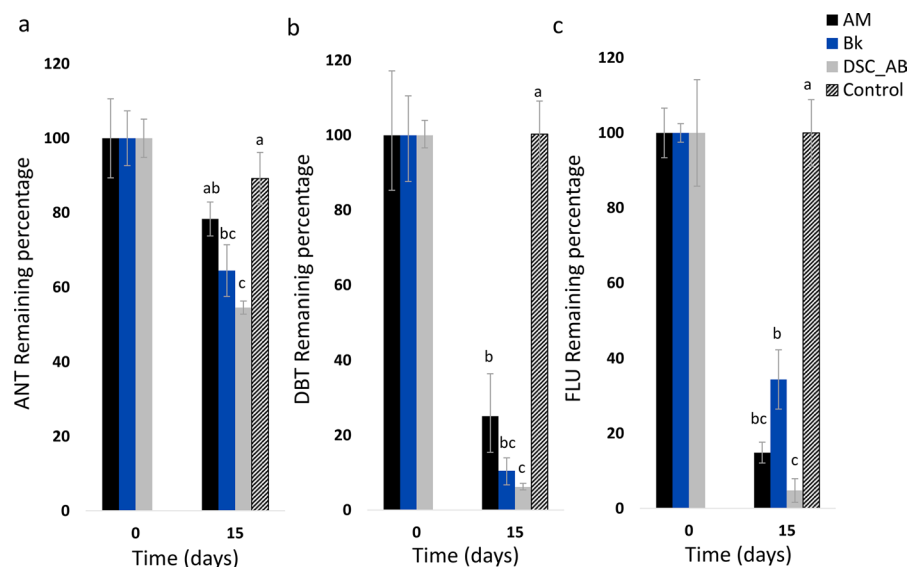 a
ANT Remaining percentage
120
100
80
60
40
20
0
ab
bc
c
a
0
15
Time (days)
b
DBT Remaininig percentage
120
100
80
60
40
20
0
b
bc
c
a
0
15
Time (days)
c
FLU Remaining percentage
120
100
80
60
40
20
0
bc
b
c
a
0
15
Time (days)
AM
Bk
DSC_AB
Control